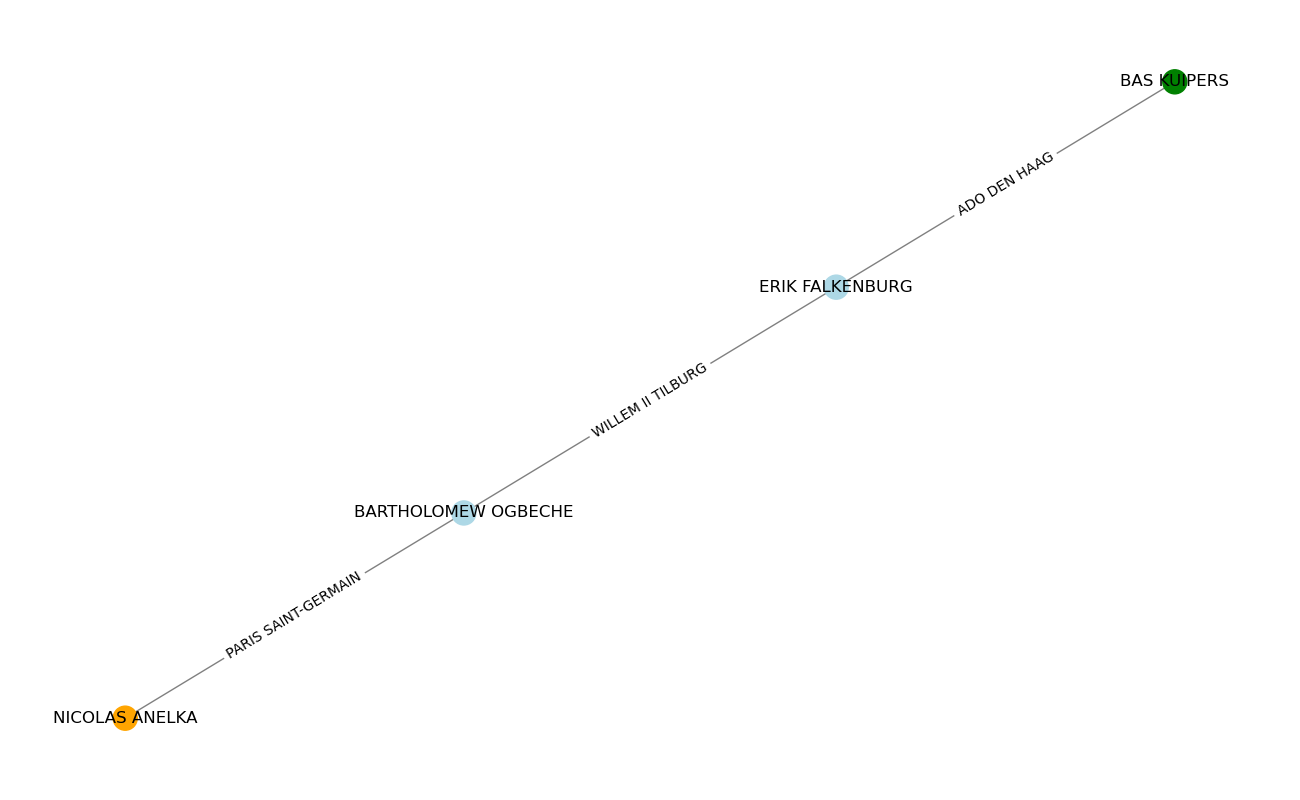 BAS KUIPERS
ADO DEN HAAG
ERIK FALKENBURG
WILLEM II TILBURG
BARTHOLOMEW OGBECHE
PARIS SAINT-GERMAIN
NICOLAS ANELKA